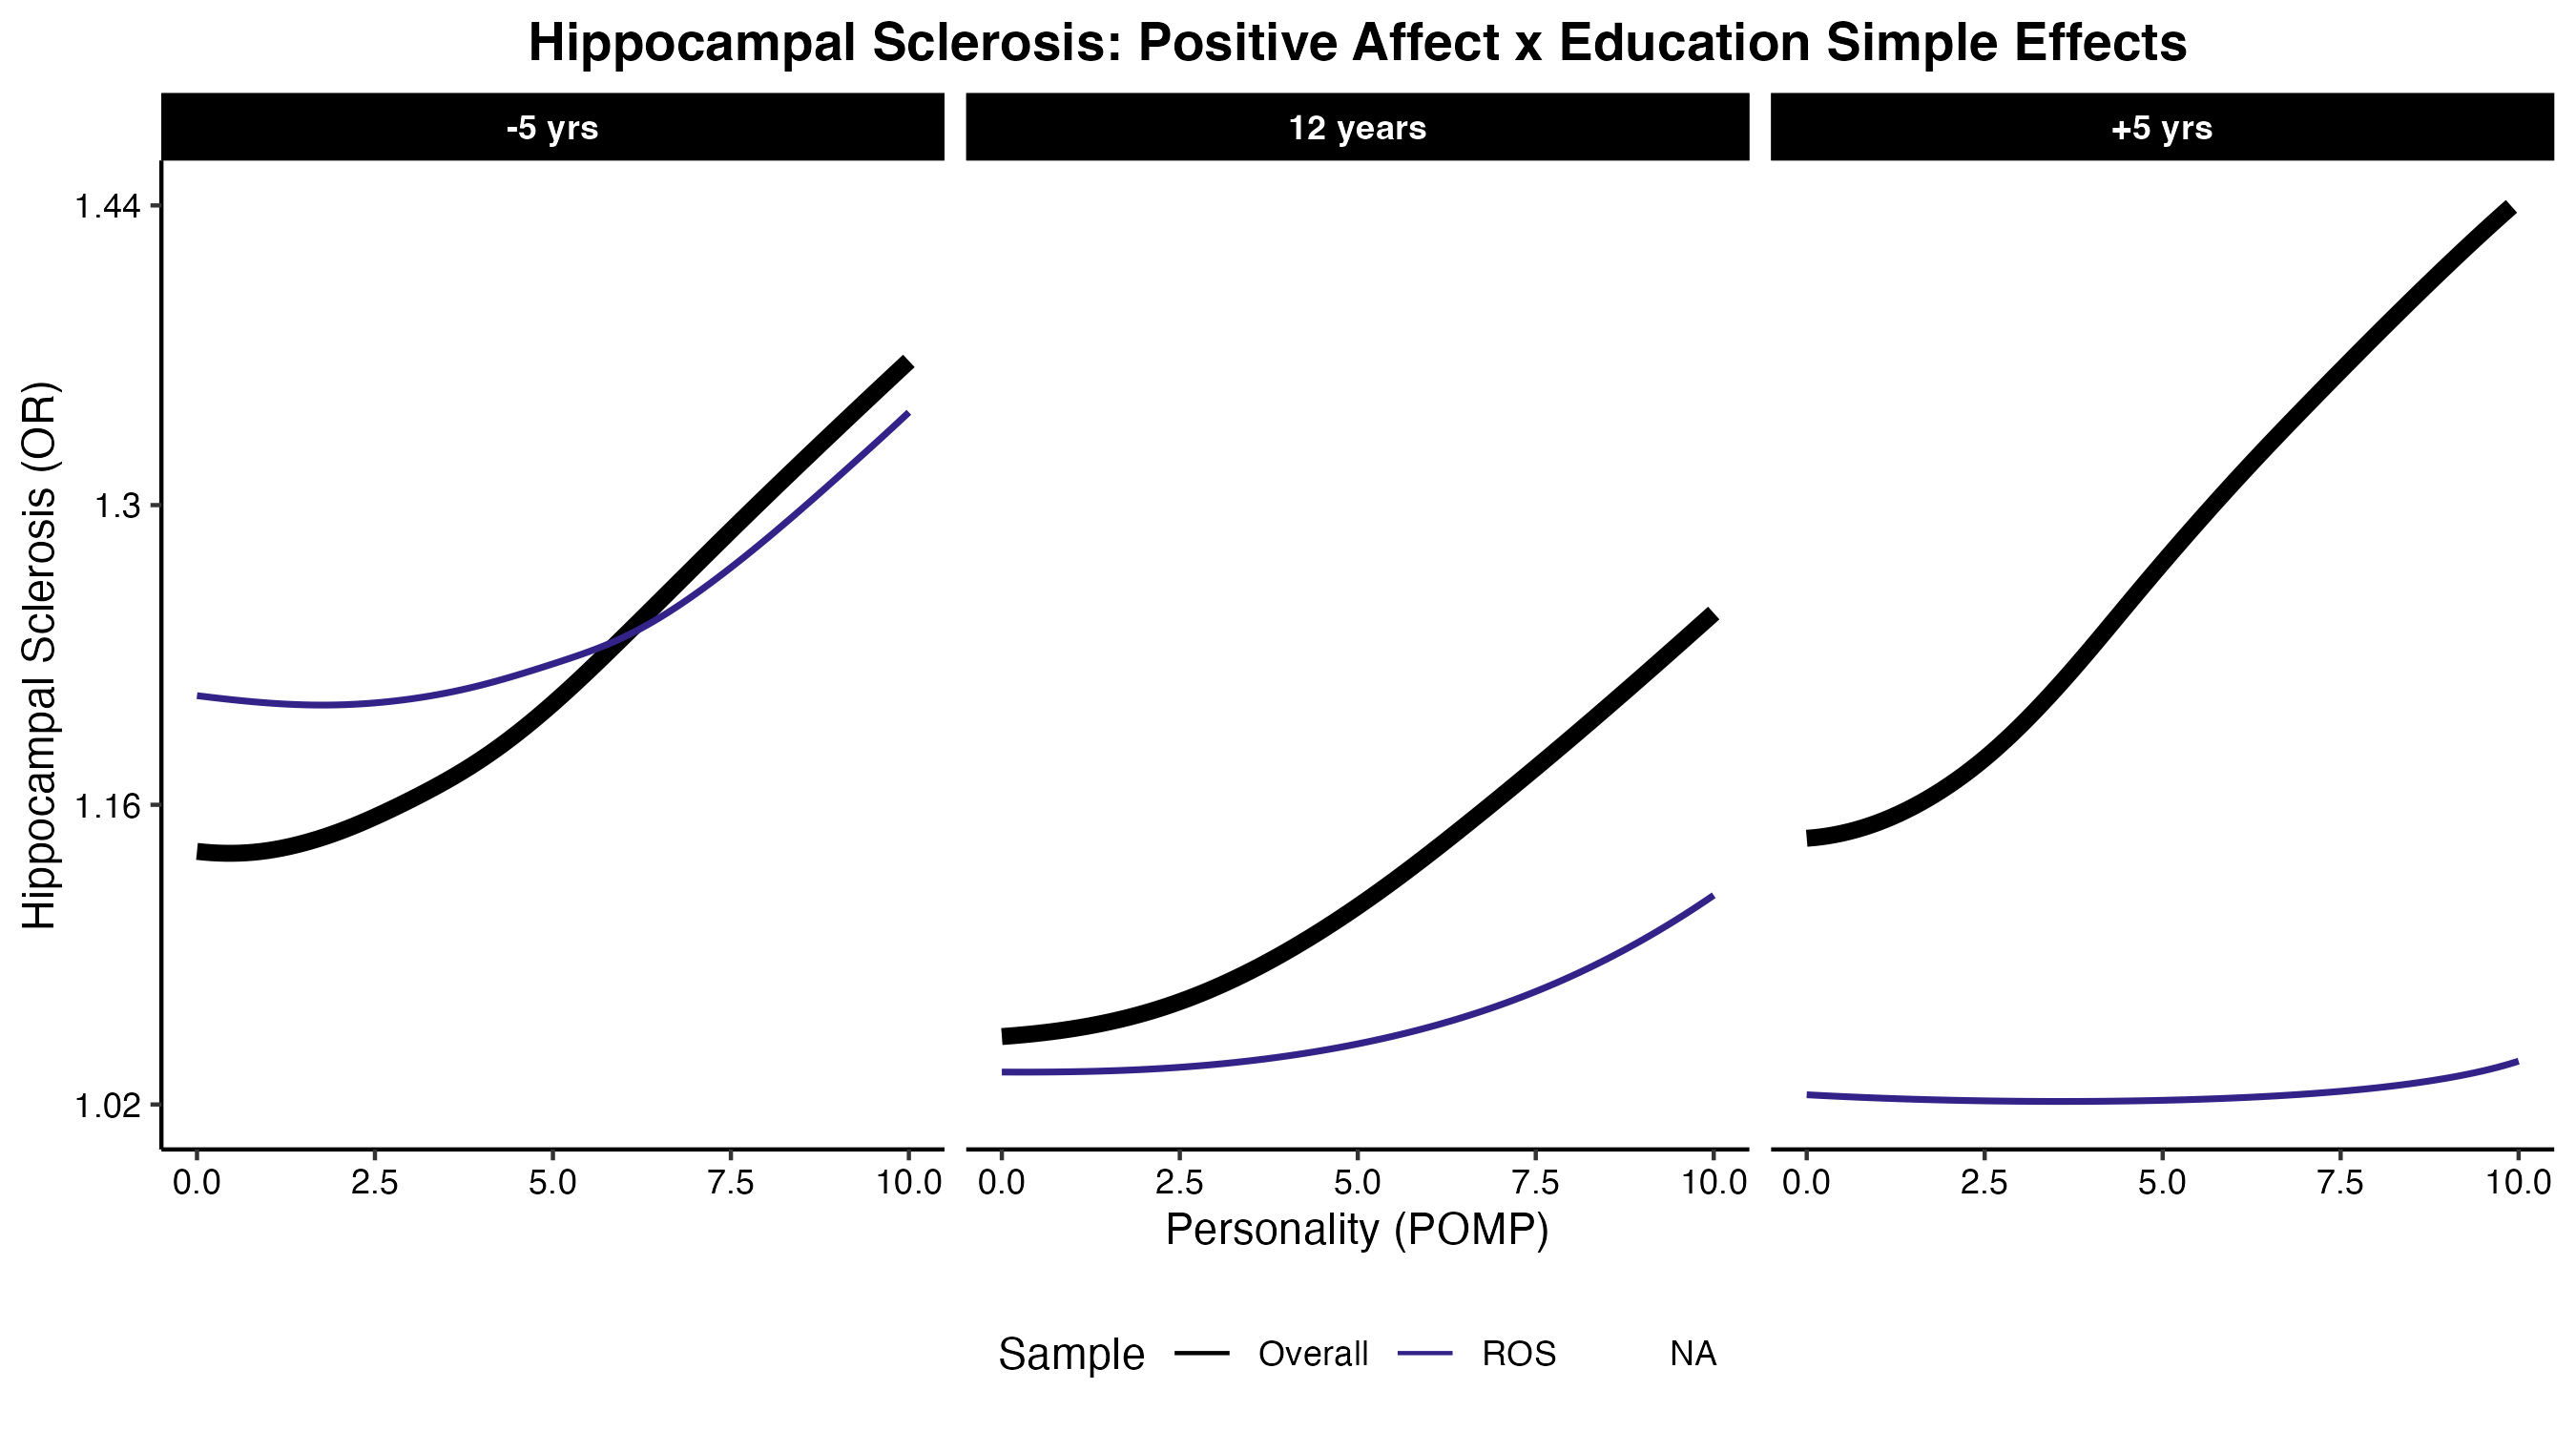 Hippocampal Sclerosis: Positive Affect x Education Simple Effects
-5 yrs
12 years
+5 yrs
Hippocampal Sclerosis (OR)
1.44
1.3
1.16
1.02
0.0 2.5 5.0 7.5 10.0
0.0 2.5 5.0 7.5 10.0
0.0 2.5 5.0 7.5 10.0
Personality (POMP)
Sample Overall ROS NA